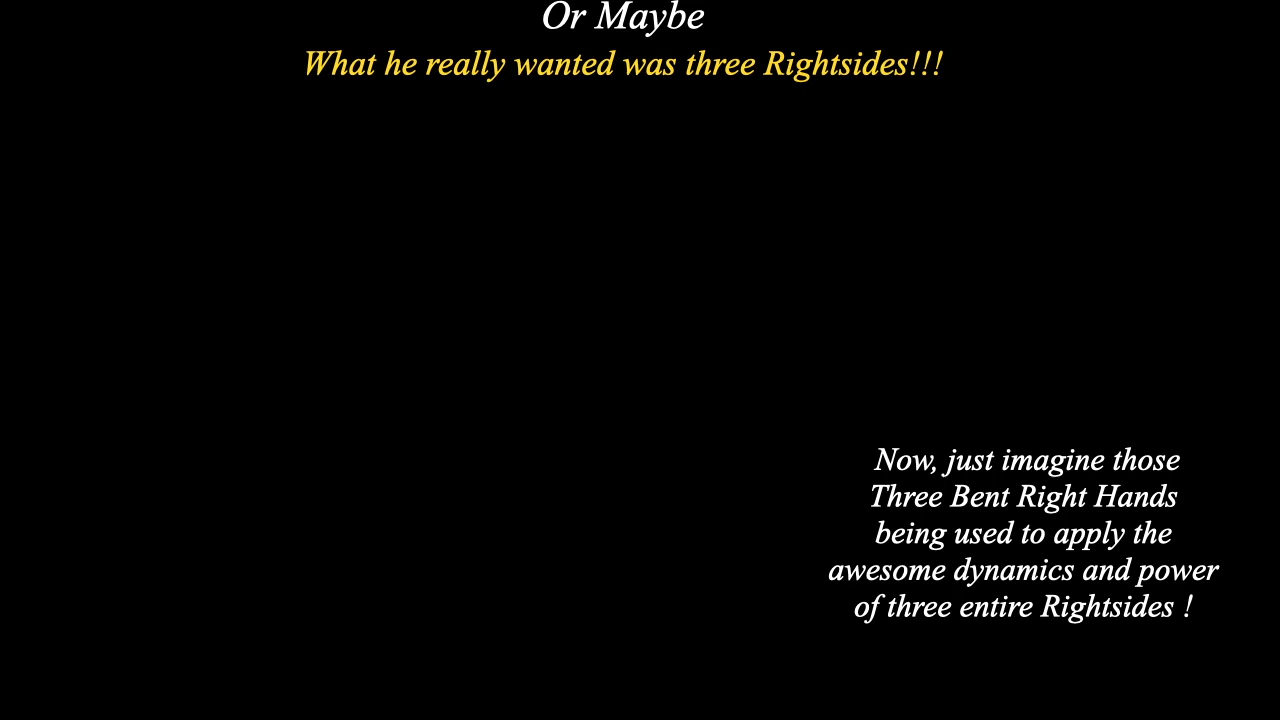 Or Maybe
What he really wanted was three Rightsides!!!
Now, just imagine those
Three Bent Right Hands
being used to apply the
awesome dynamics and power
of three entire Rightsides !